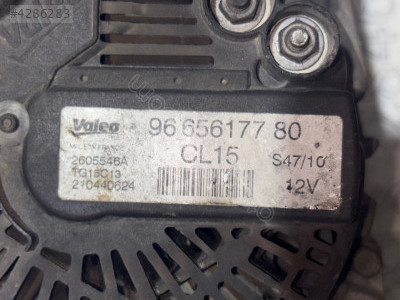 #4286283
Valeo
96 656177 80
MADE IN FRANCE
CL15
S47/10
2605546A
TG15C13
210440624
12V